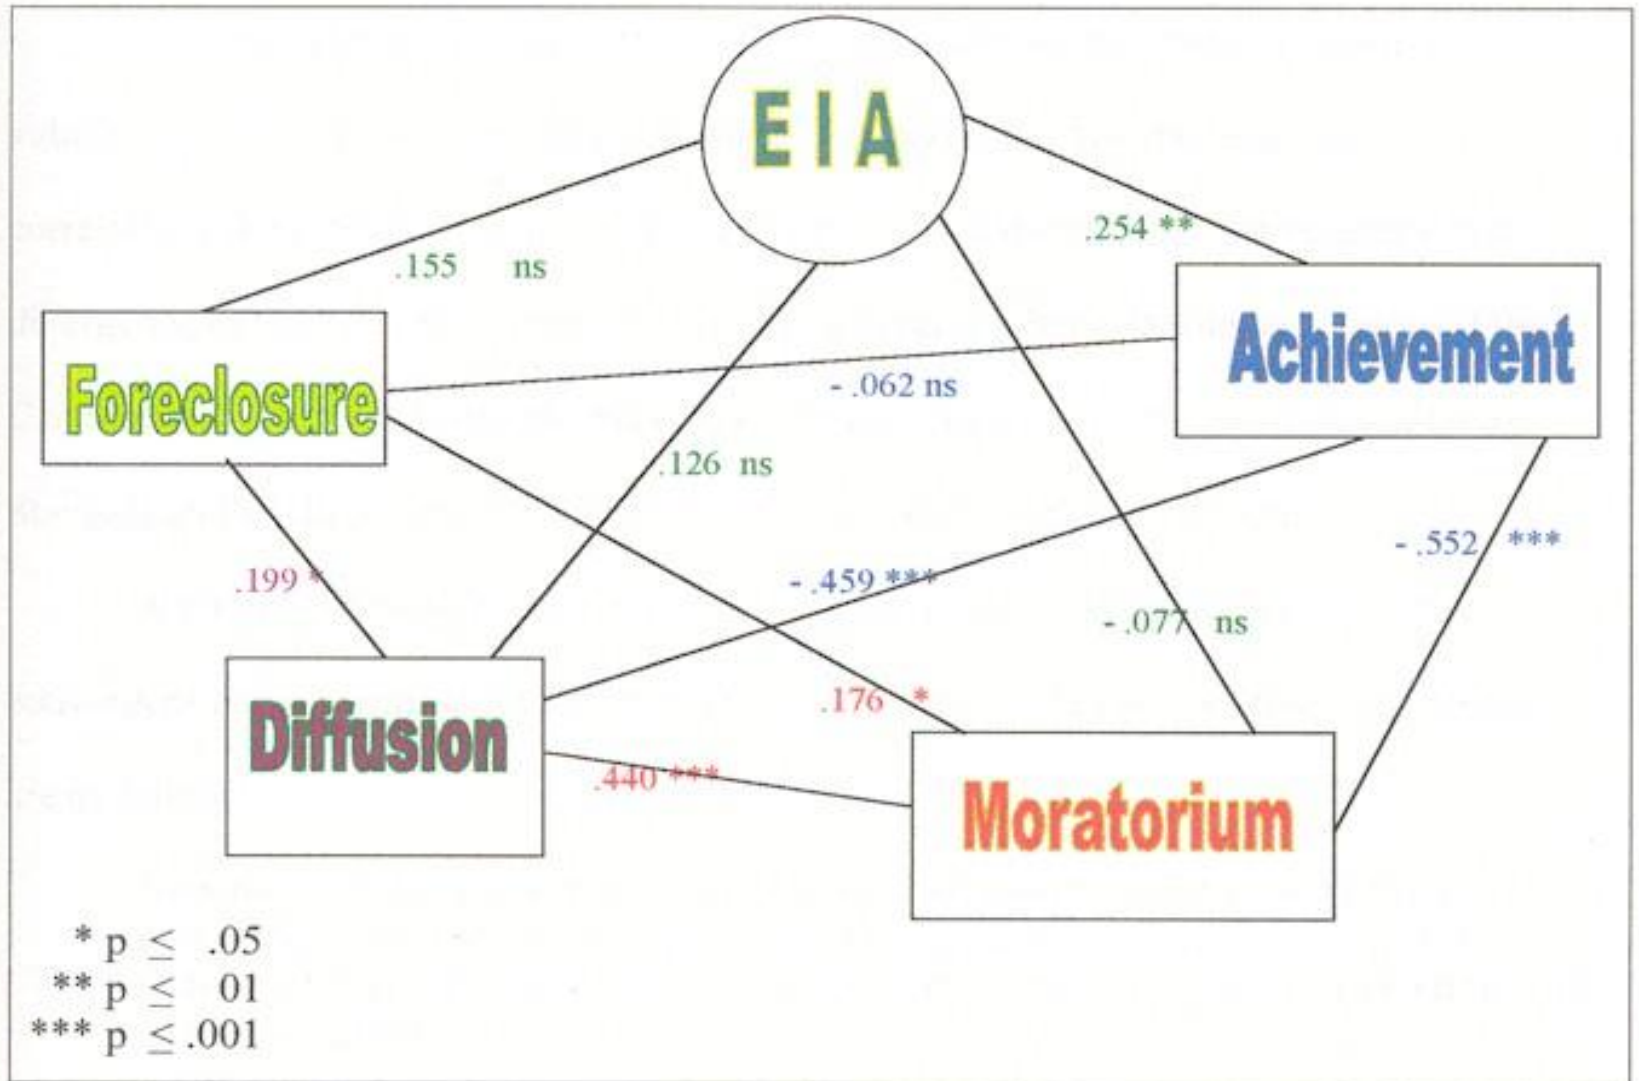 E I A
.254 **
.155 ns
Achievement
Foreclosure
- .062 ns
.126 ns
- .552 ***
.199 *
- .459 ***
- .077 ns
.176 *
Diffusion
.440 ***
Moratorium
* p ≤ .05
** p ≤ 01
*** p ≤ .001